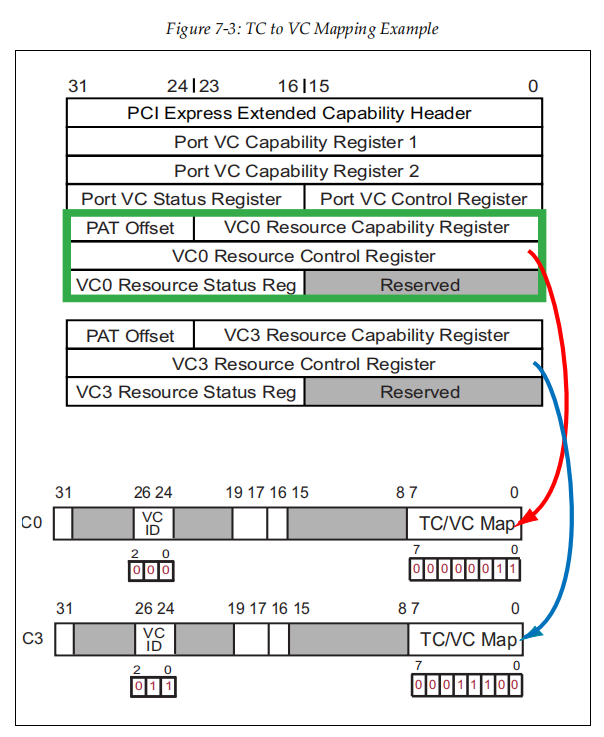 Figure 7-3: TC to VC Mapping Example
31 24 23 16 15 0
PCI Express Extended Capability Header
Port VC Capability Register 1
Port VC Capability Register 2
Port VC Status Register Port VC Control Register
PAT Offset VC0 Resource Capability Register
VC0 Resource Control Register
VC0 Resource Status Reg Reserved
PAT Offset VC3 Resource Capability Register
VC3 Resource Control Register
VC3 Resource Status Reg Reserved
31 26 24 19 17 16 15 8 7 0
C0 VC ID TC/VC Map
2 0 7 0
0 0 0 0 0 0 0 0 0 1 1
31 26 24 19 17 16 15 8 7 0
C3 VC ID TC/VC Map
2 0 7 0
0 1 1 0 0 0 1 1 1 0 0